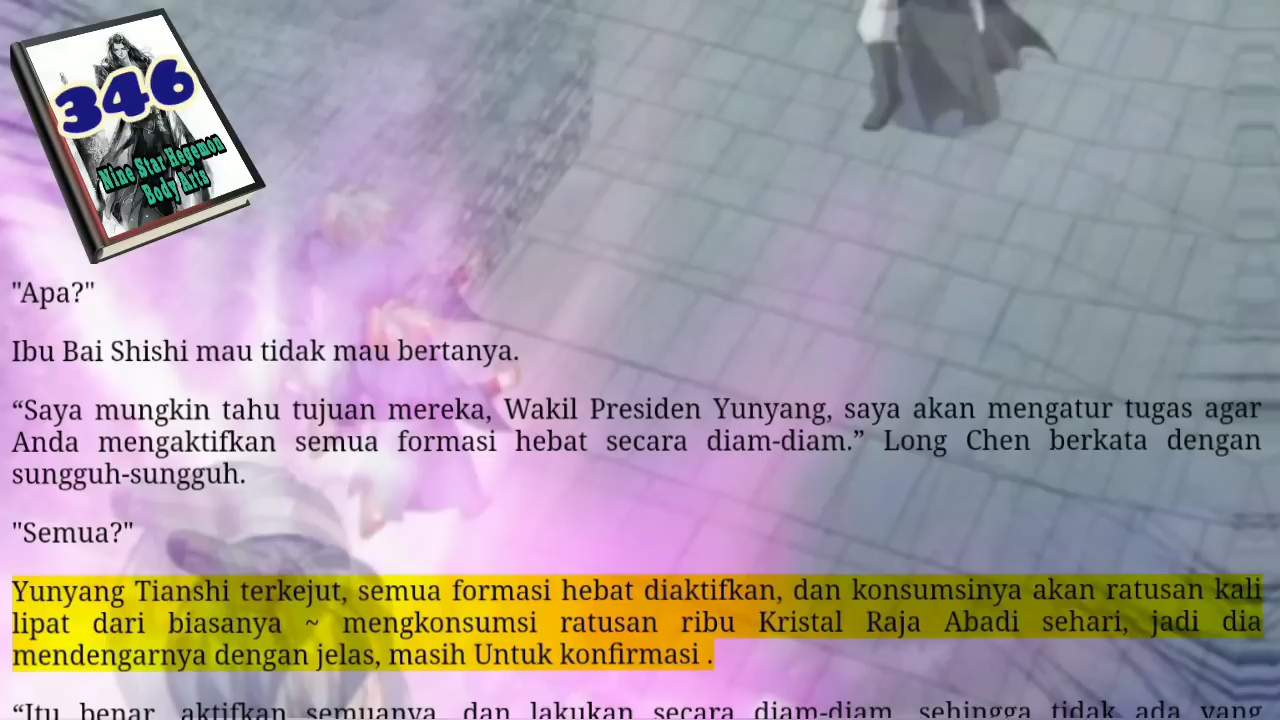 346
Nine Star Hegemon
Body Arts
"Apa?"
Ibu Bai Shishi mau tidak mau bertanya.
“Saya mungkin tahu tujuan mereka, Wakil Presiden Yunyang, saya akan mengatur tugas agar
Anda mengaktifkan semua formasi hebat secara diam-diam.” Long Chen berkata dengan
sungguh-sungguh.
"Semua?"
Yunyang Tianshi terkejut, semua formasi hebat diaktifkan, dan konsumsinya akan ratusan kali
lipat dari biasanya ~ mengkonsumsi ratusan ribu Kristal Raja Abadi sehari, jadi dia
mendengarnya dengan jelas, masih Untuk konfirmasi .
“Itu benar, aktifkan semuanya, dan lakukan secara diam-diam, sehingga tidak ada yang